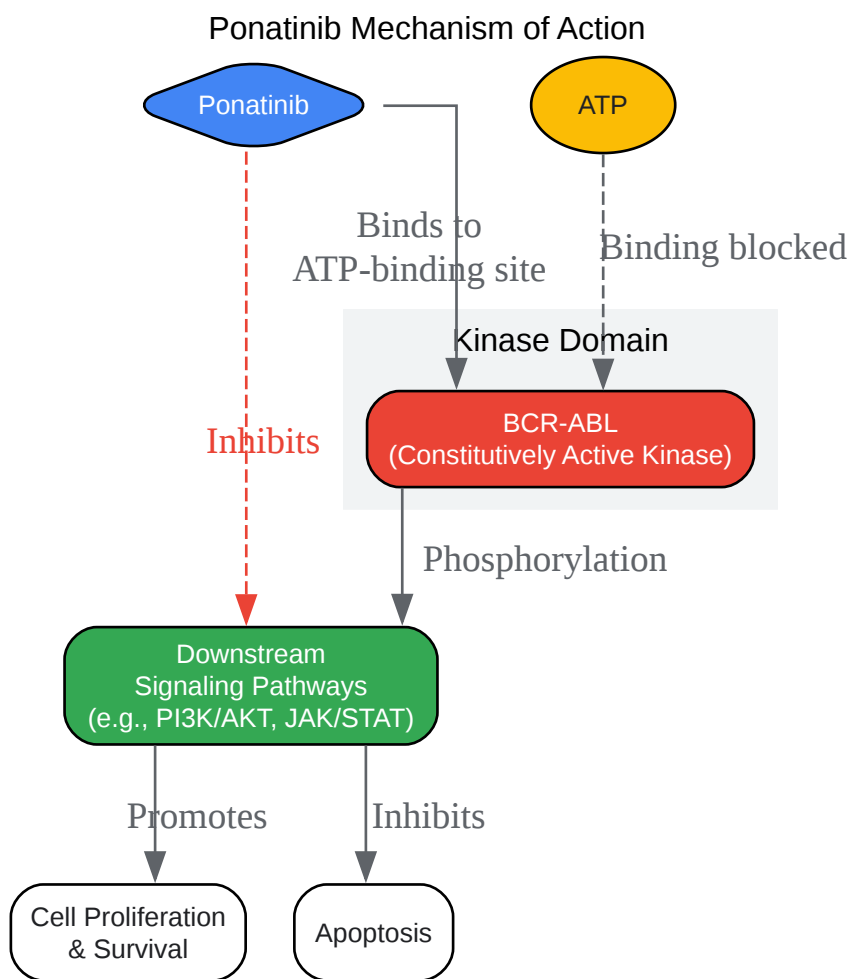 Ponatinib Mechanism of Action
Ponatinib
ATP
Binds to
ATP-binding site
Binding blocked
Kinase Domain
BCR-ABL
(Constitutively Active Kinase)
Inhibits
Phosphorylation
Downstream
Signaling Pathways
(e.g., PI3K/AKT, JAK/STAT)
Promotes
Inhibits
Cell Proliferation
& Survival
Apoptosis